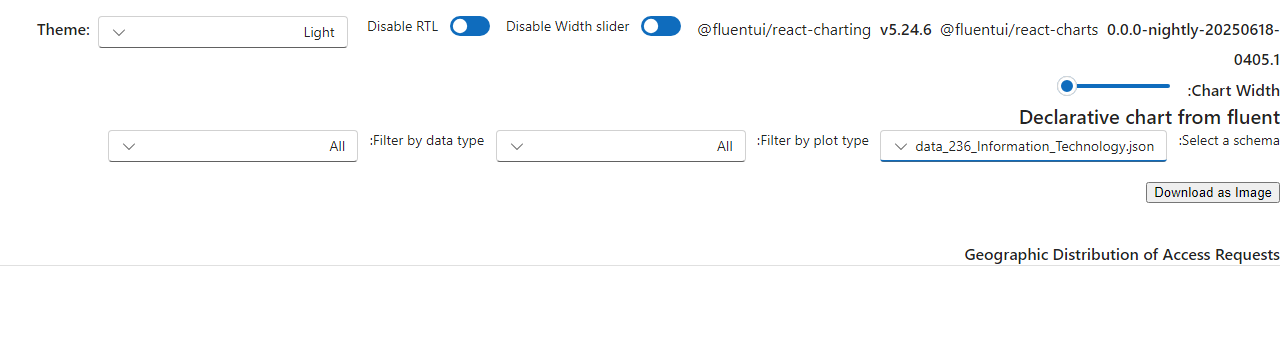 Theme: Light Disable RTL Disable Width slider @fluentui/react-charting v5.24.6 @fluentui/react-charts 0.0.0-nightly-20250618-
0405.1
:Chart Width
Declarative chart from fluent
All :Filter by data type All :Filter by plot type data_236_Information_Technology.json :Select a schema
Download as Image
Geographic Distribution of Access Requests